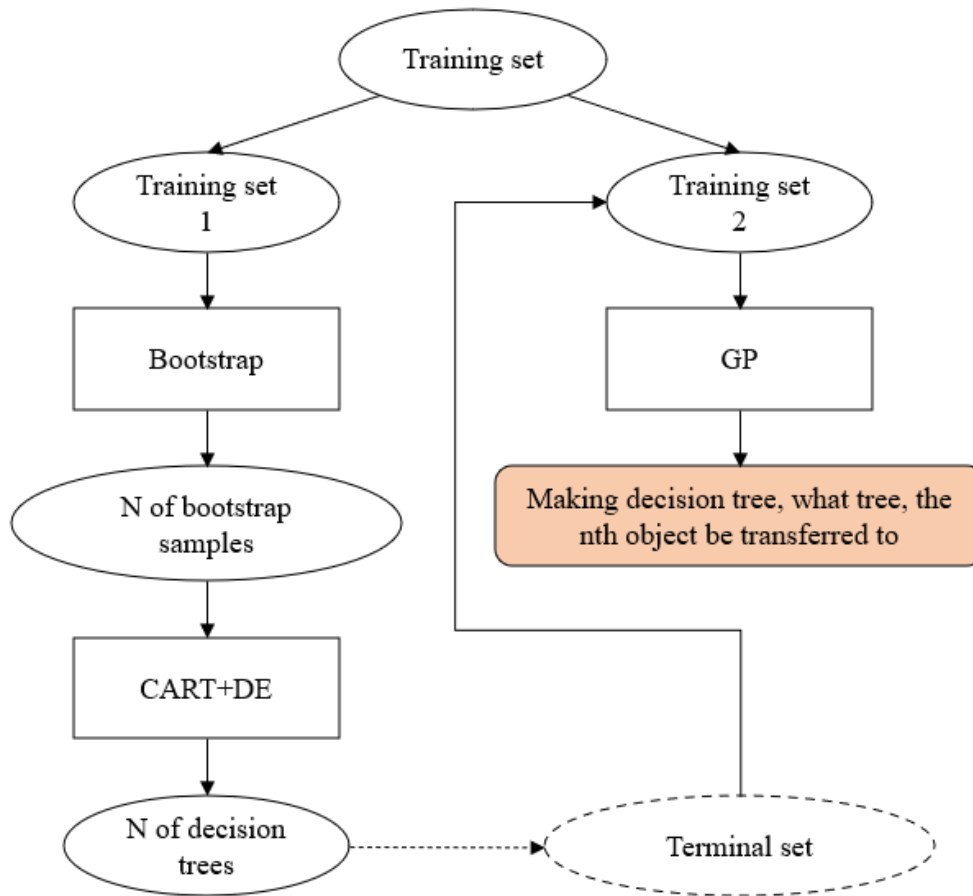 Training set
Training set
1
Training set
2
Bootstrap
GP
N of bootstrap
samples
Making decision tree, what tree, the
nth object be transferred to
CART+DE
N of decision
trees
Terminal set